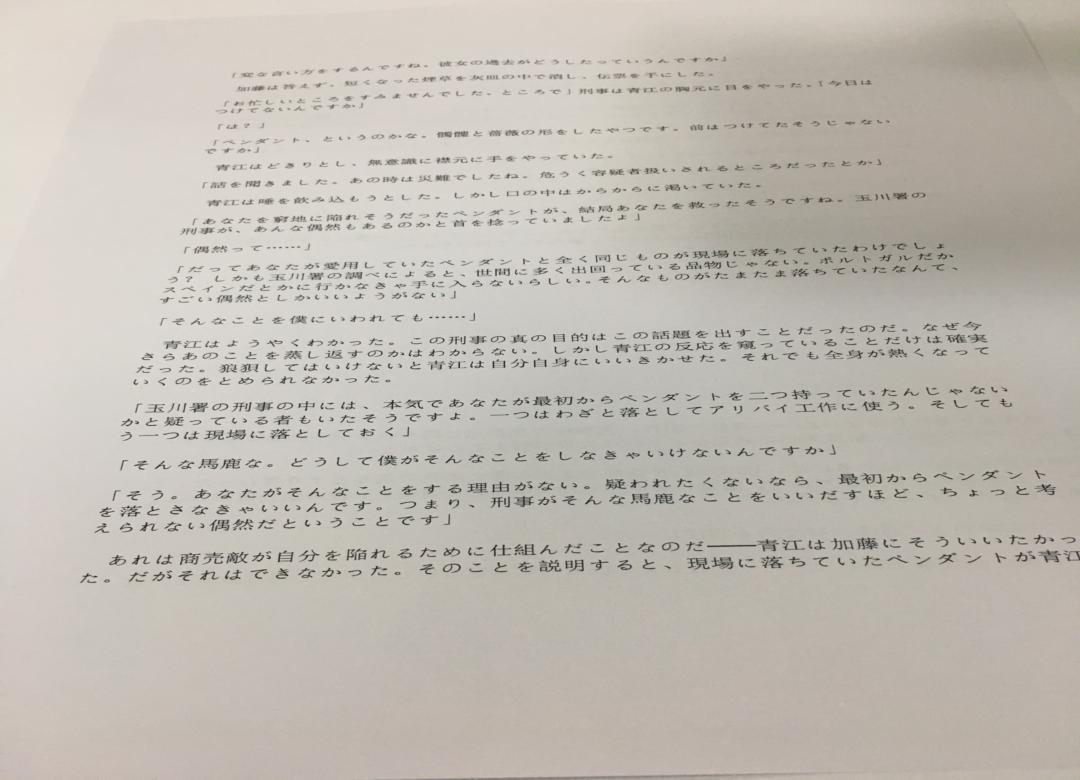 「変な言い方をするんですね。彼女の過去がどうしたっていうんですか」
加藤は答えず、短くなった煙草を灰皿の中で消し、伝票を手にした。
「お忙しいところをすみませんでした。ところで」刑事は青江の胸元に目をやった。「今日は
つけてないんですか」
「は？」
「ペンダント、というのかな。髑髏と薔薇の形をしたやつです。前はつけてたそうじゃない
ですか」
青江はどきりとし、無意識に襟元に手をやっていた。
「話を聞きました。あの時は災難でしたね。危うく容疑者扱いされるところだったとか」
青江は唾を飲み込もうとした。しかし口の中はからからに渇いていた。
「あなたを窮地に陥れそうだったペンダントが、結局あなたを救ったそうですね。玉川署の
刑事が、あんな偶然もあるのかと首を捻っていましたよ」
「偶然って……」
「だってあなたが愛用していたペンダントと全く同じものが現場に落ちていたわけでしょ
う？　しかも玉川署の調べによると、世間に多く出回っている品物じゃない。ポルトガルだか
スペインだとかに行かなきゃ手に入らないらしい。そんなものがたまたま落ちていたなんて、
すごい偶然としかいいようがない」
「そんなことを僕にいわれても……」
青江はようやくわかった。この刑事の真の目的はこの話題を出すことだったのだ。なぜ今
さらあのことを蒸し返すのかはわからない。しかし青江の反応を窺っていることだけは確実
だった。狼狽してはいけないと青江は自分自身にいいきかせた。それでも全身が熱くなって
いくのをとめられなかった。
「玉川署の刑事の中には、本気であなたが最初からペンダントを二つ持っていたんじゃない
かと疑っている者もいたそうですよ。一つはわざと落としてアリバイ工作に使う。そしても
う一つは現場に落としておく」
「そんな馬鹿な。どうして僕がそんなことをしなきゃいけないんですか」
「そう。あなたがそんなことをする理由がない。疑われたくないなら、最初からペンダント
を落とさなきゃいいんです。つまり、刑事がそんな馬鹿なことをいいだすほど、ちょっと考
えられない偶然だということです」
あれは商売敵が自分を陥れるために仕組んだことなのだ――青江は加藤にそういいたかっ
た。だがそれはできなかった。そのことを説明すると、現場に落ちていたペンダントが青江